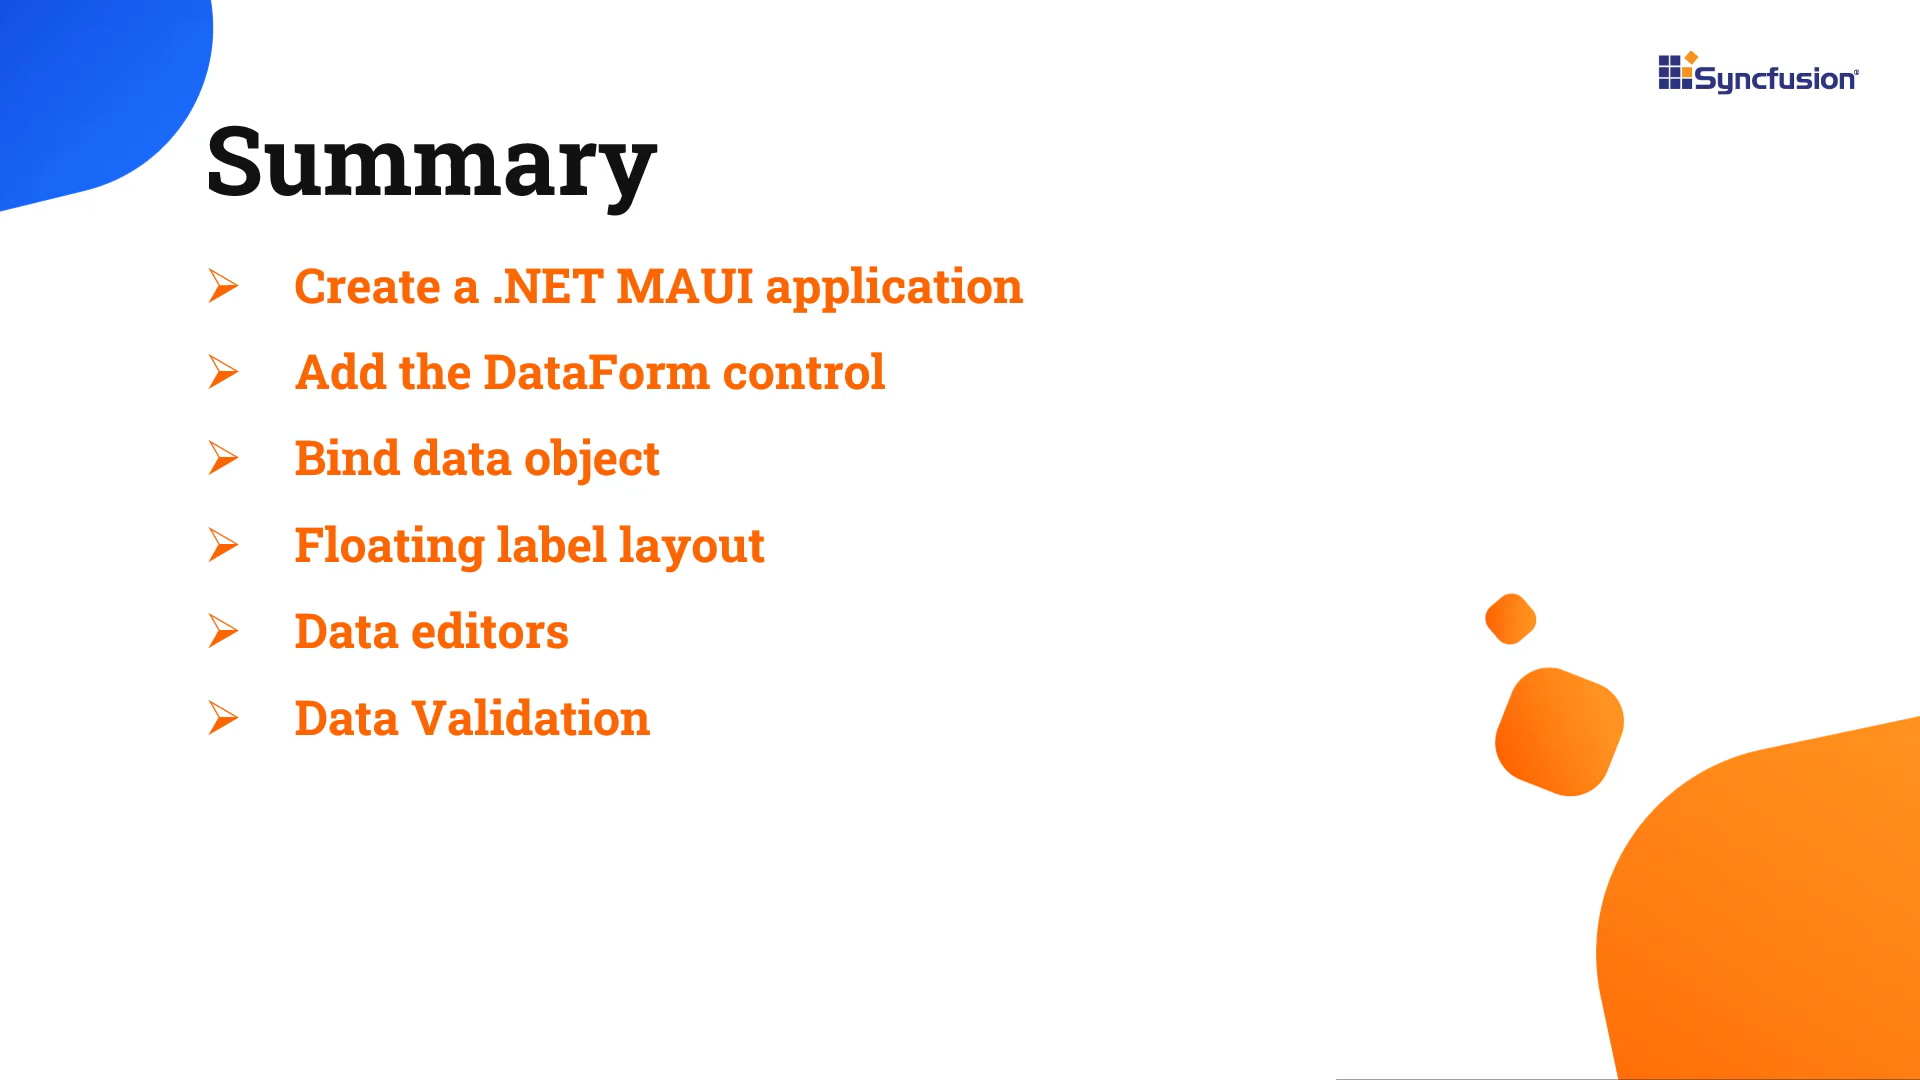 Syncfusion®
Summary
➢ Create a .NET MAUI application
➢ Add the DataForm control
➢ Bind data object
➢ Floating label layout
➢ Data editors
➢ Data Validation